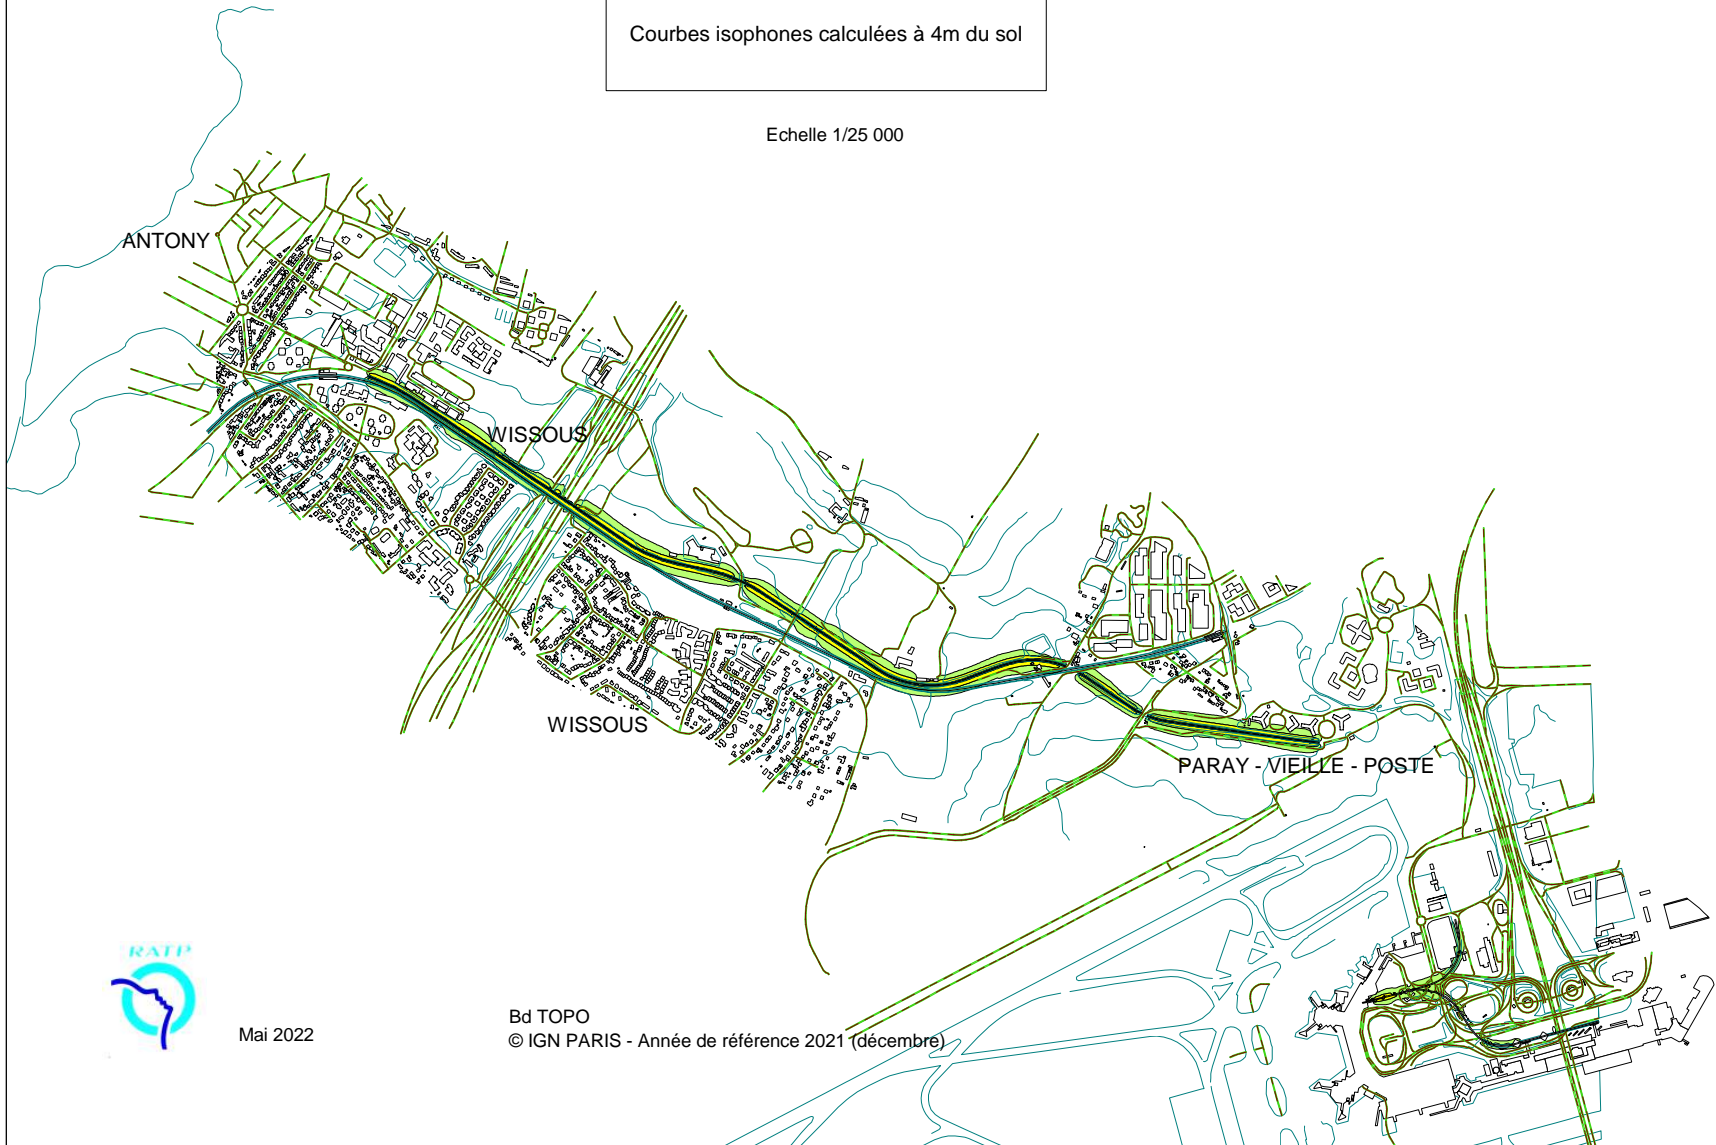 Courbes isophones calculées à 4m du sol
Echelle 1/25 000
ANTONY
WISSOUS
WISSOUS
PARAY - VIEILLE - POSTE
RATP
Mai 2022
Bd TOPO
© IGN PARIS - Année de référence 2021 (décembre)